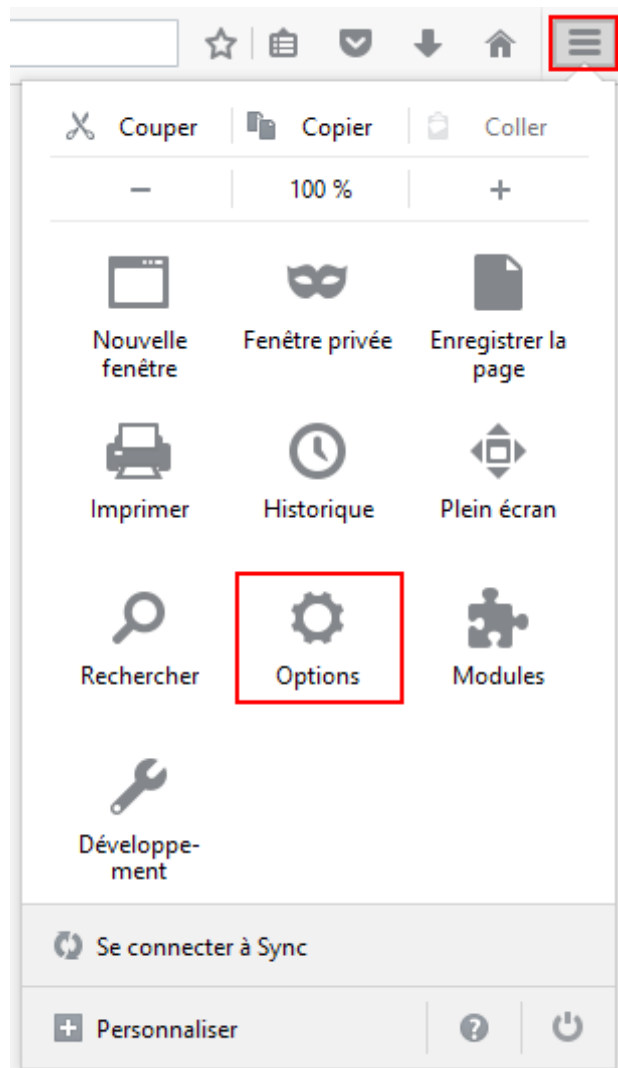 Couper Copier Coller
− 100 % +
Nouvelle fenêtre
Fenêtre privée
Enregistrer la page
Imprimer
Historique
Plein écran
Rechercher
Options
Modules
Développe-
ment
Se connecter à Sync
Personnaliser